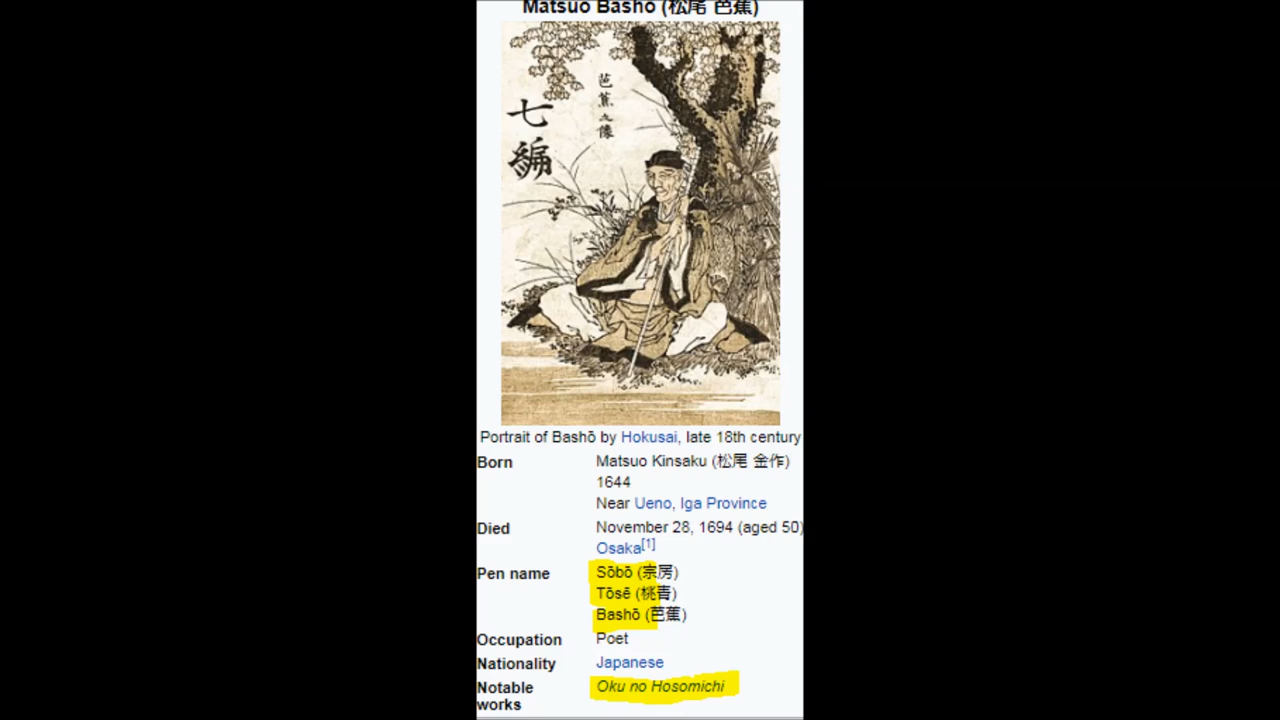 Matsuo Bashō (松尾 芭蕉)
芭蕉之像
七編
Portrait of Bashō by Hokusai, late 18th century
Born Matsuo Kinsaku (松尾 金作)
1644
Near Ueno, Iga Province
Died November 28, 1694 (aged 50)
Osaka[1]
Pen name Sōbō (宗房)
Tōsē (桃青)
Bashō (芭蕉)
Occupation Poet
Nationality Japanese
Notable works Oku no Hosomichi